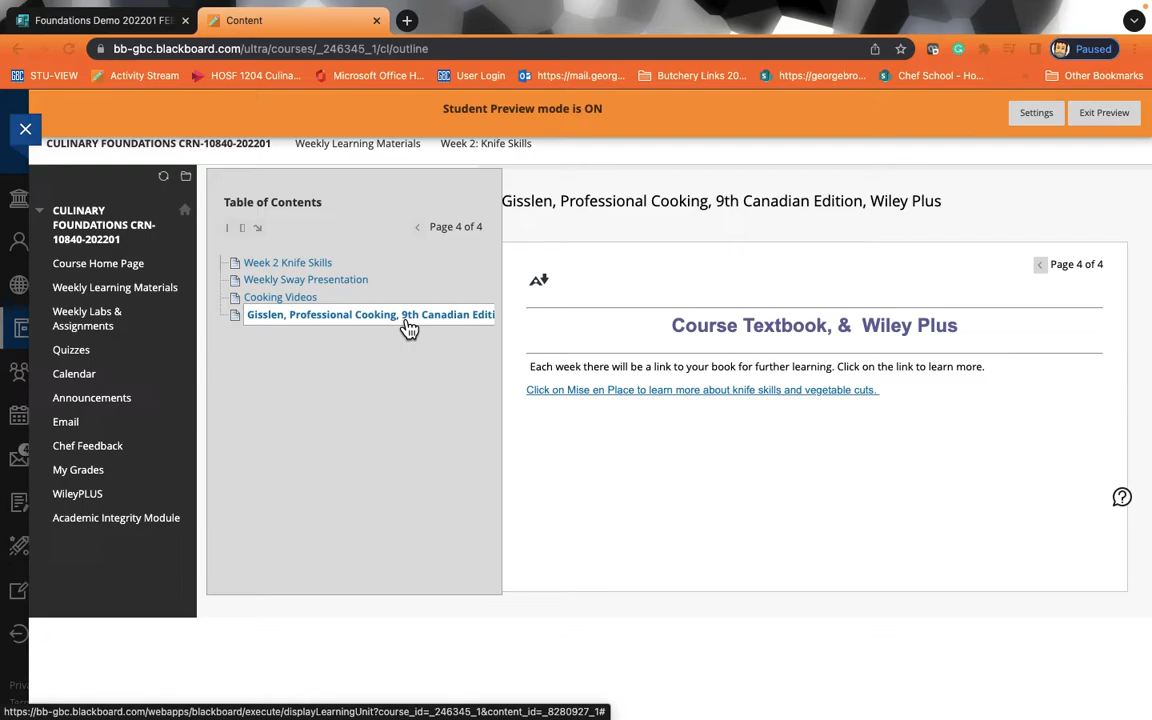 Foundations Demo 202201 FEE
Content
bb-gbc.blackboard.com/ultra/courses/_246345_1/cl/outline
Paused
GBC STU-VIEW
Activity Stream
HOSF 1204 Culina...
Microsoft Office H...
GBC User Login
https://mail.georg...
Butchery Links 20...
https://georgebro...
Chef School - Ho...
Other Bookmarks
Student Preview mode is ON
Settings
Exit Preview
CULINARY FOUNDATIONS CRN-10840-202201
Weekly Learning Materials
Week 2: Knife Skills
CULINARY
FOUNDATIONS CRN-
10840-202201
Course Home Page
Weekly Learning Materials
Weekly Labs &
Assignments
Quizzes
Calendar
Announcements
Email
Chef Feedback
My Grades
WileyPLUS
Academic Integrity Module
Table of Contents
Page 4 of 4
Week 2 Knife Skills
Weekly Sway Presentation
Cooking Videos
Gisslen, Professional Cooking, 9th Canadian Editi
Gisslen, Professional Cooking, 9th Canadian Edition, Wiley Plus
Page 4 of 4
Course Textbook, & Wiley Plus
Each week there will be a link to your book for further learning. Click on the link to learn more.
Click on Mise en Place to learn more about knife skills and vegetable cuts.
https://bb-gbc.blackboard.com/webapps/blackboard/execute/displayLearningUnit?course_id=_246345_1&content_id=_8280927_1#